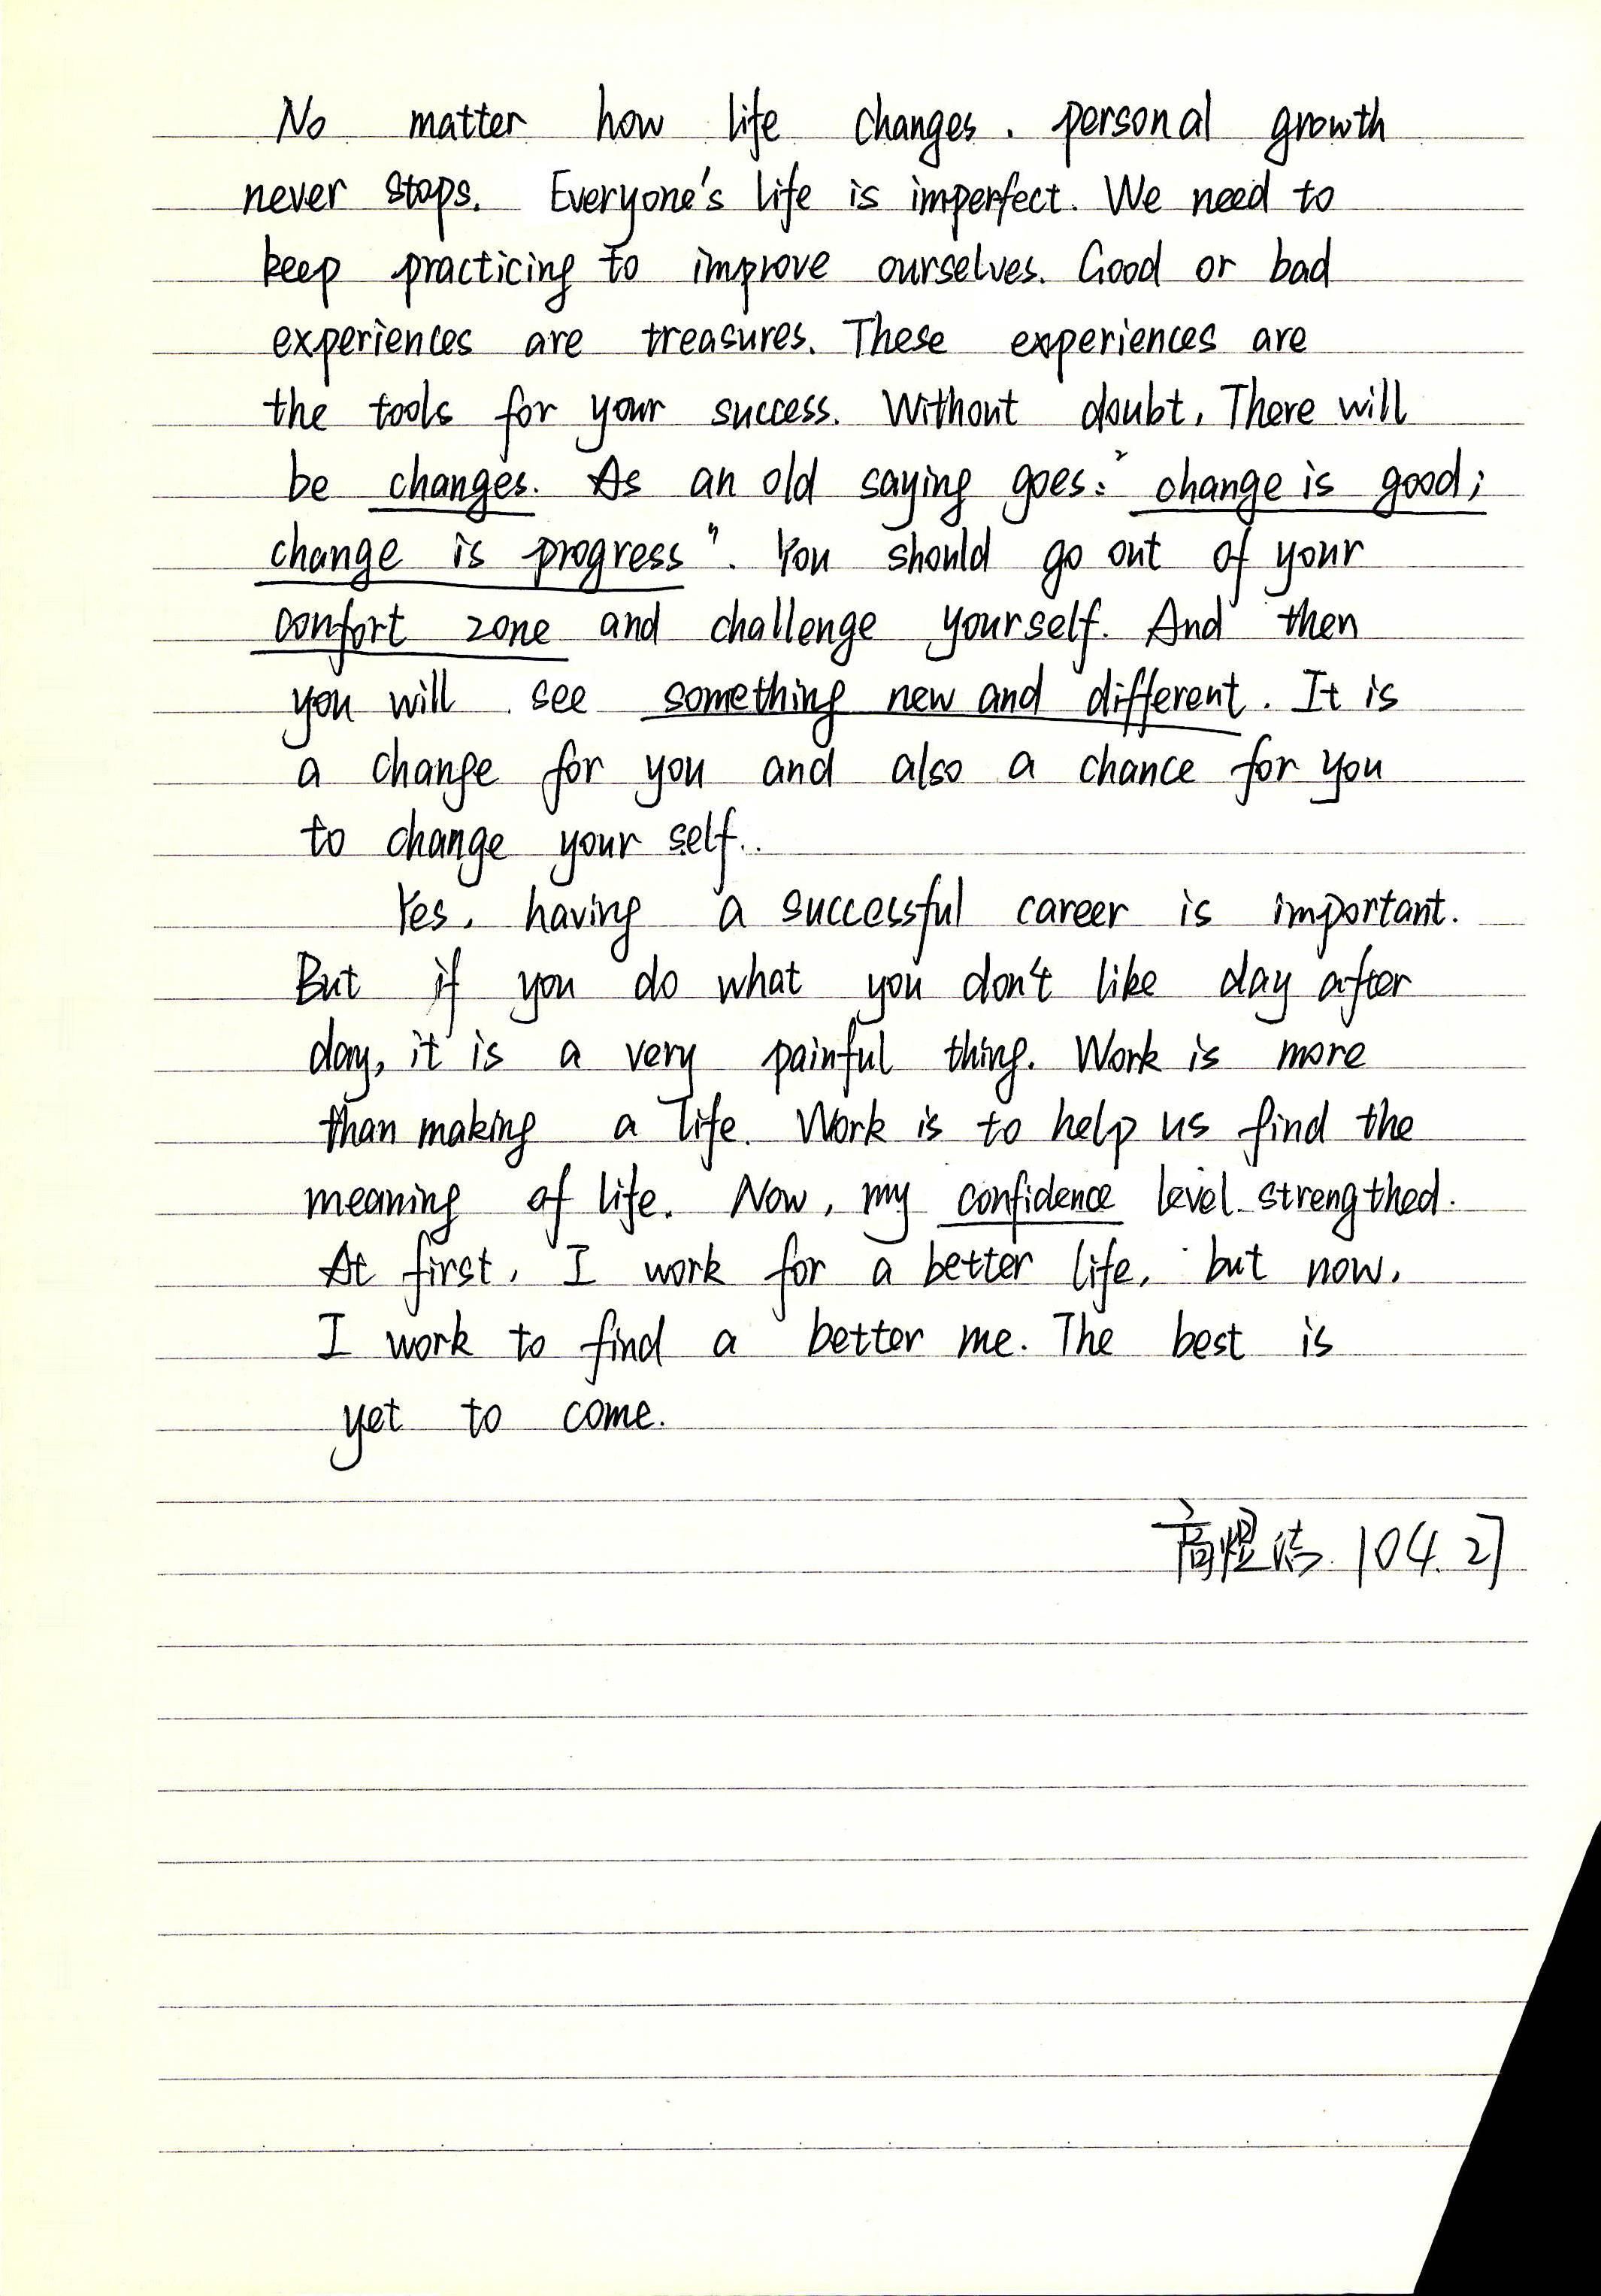 No matter how life changes. personal growth
never stops. Everyone's life is imperfect. We need to
keep practicing to improve ourselves. Good or bad
experiences are treasures. These experiences are
the tools for your success. Without doubt, There will
be changes. As an old saying goes: "change is good;
change is progress". You should go out of your
confort zone and challenge yourself. And then
you will see something new and different. It is
a change for you and also a chance for you
to change your self.
Yes, having a successful career is important.
But if you do what you don't like day after
day, it is a very painful thing. Work is more
than making a life. Work is to help us find the
meaning of life. Now, my confidence level strengthed.
At first, I work for a better life, but now,
I work to find a better me. The best is
yet to come.
104.27